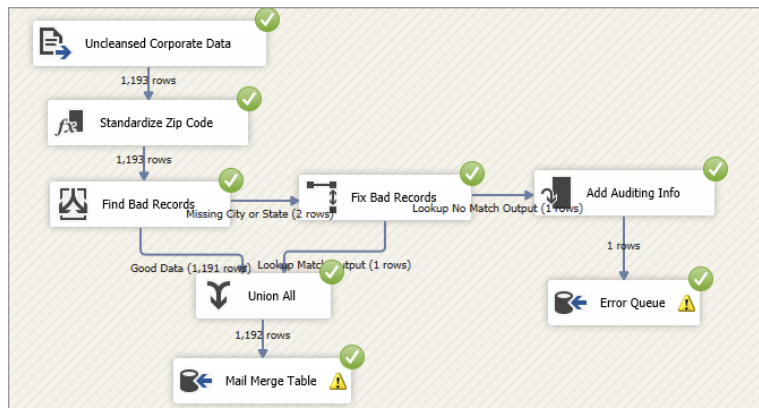 Uncleansed Corporate Data
1,193 rows
fx
Standardize Zip Code
1,193 rows
Find Bad Records
Missing City or State (2 rows)
Fix Bad Records
Lookup No Match Output (1 rows)
Add Auditing Info
Good Data (1,191 rows)
Lookup Match Output (1 rows)
1 rows
Union All
Error Queue
1,192 rows
Mail Merge Table